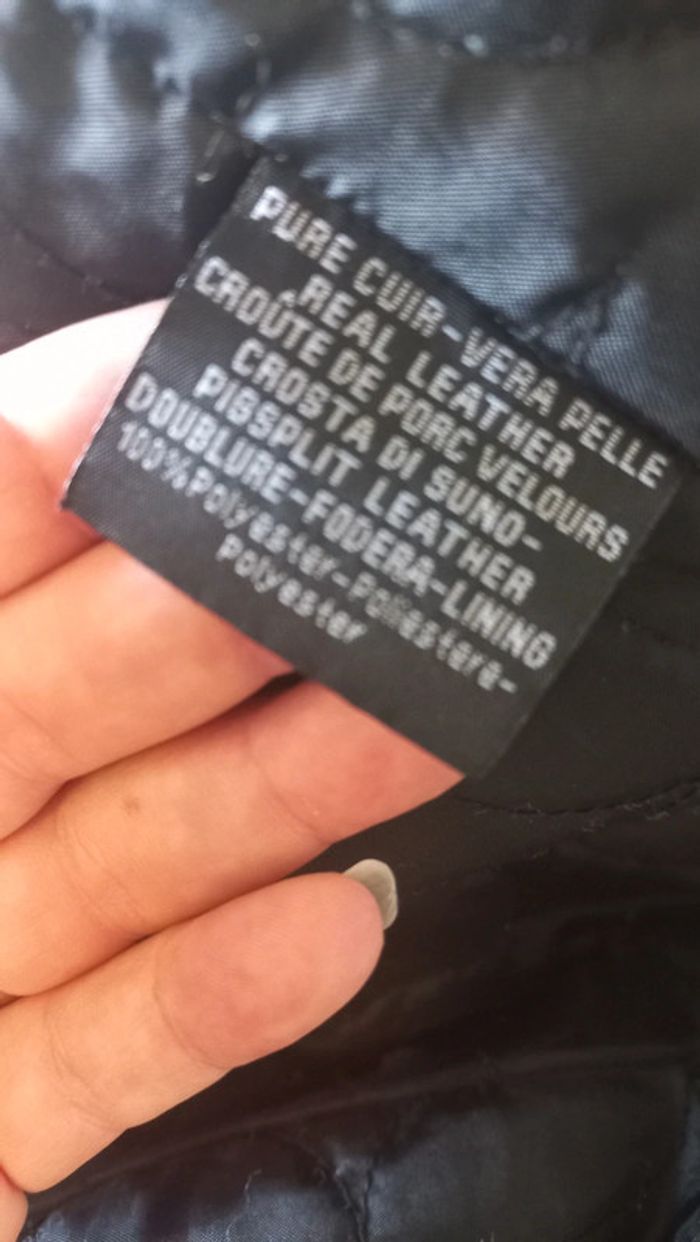 PURE CUIR-VERA PELLE
REAL LEATHER
CROÛTE DE PORC VELOURS
CROSTA DI SUNO-
PIGSPLIT LEATHER
DOUBLURE-FODERA-LINING
100%Polyester-Poliestere-
Polyester